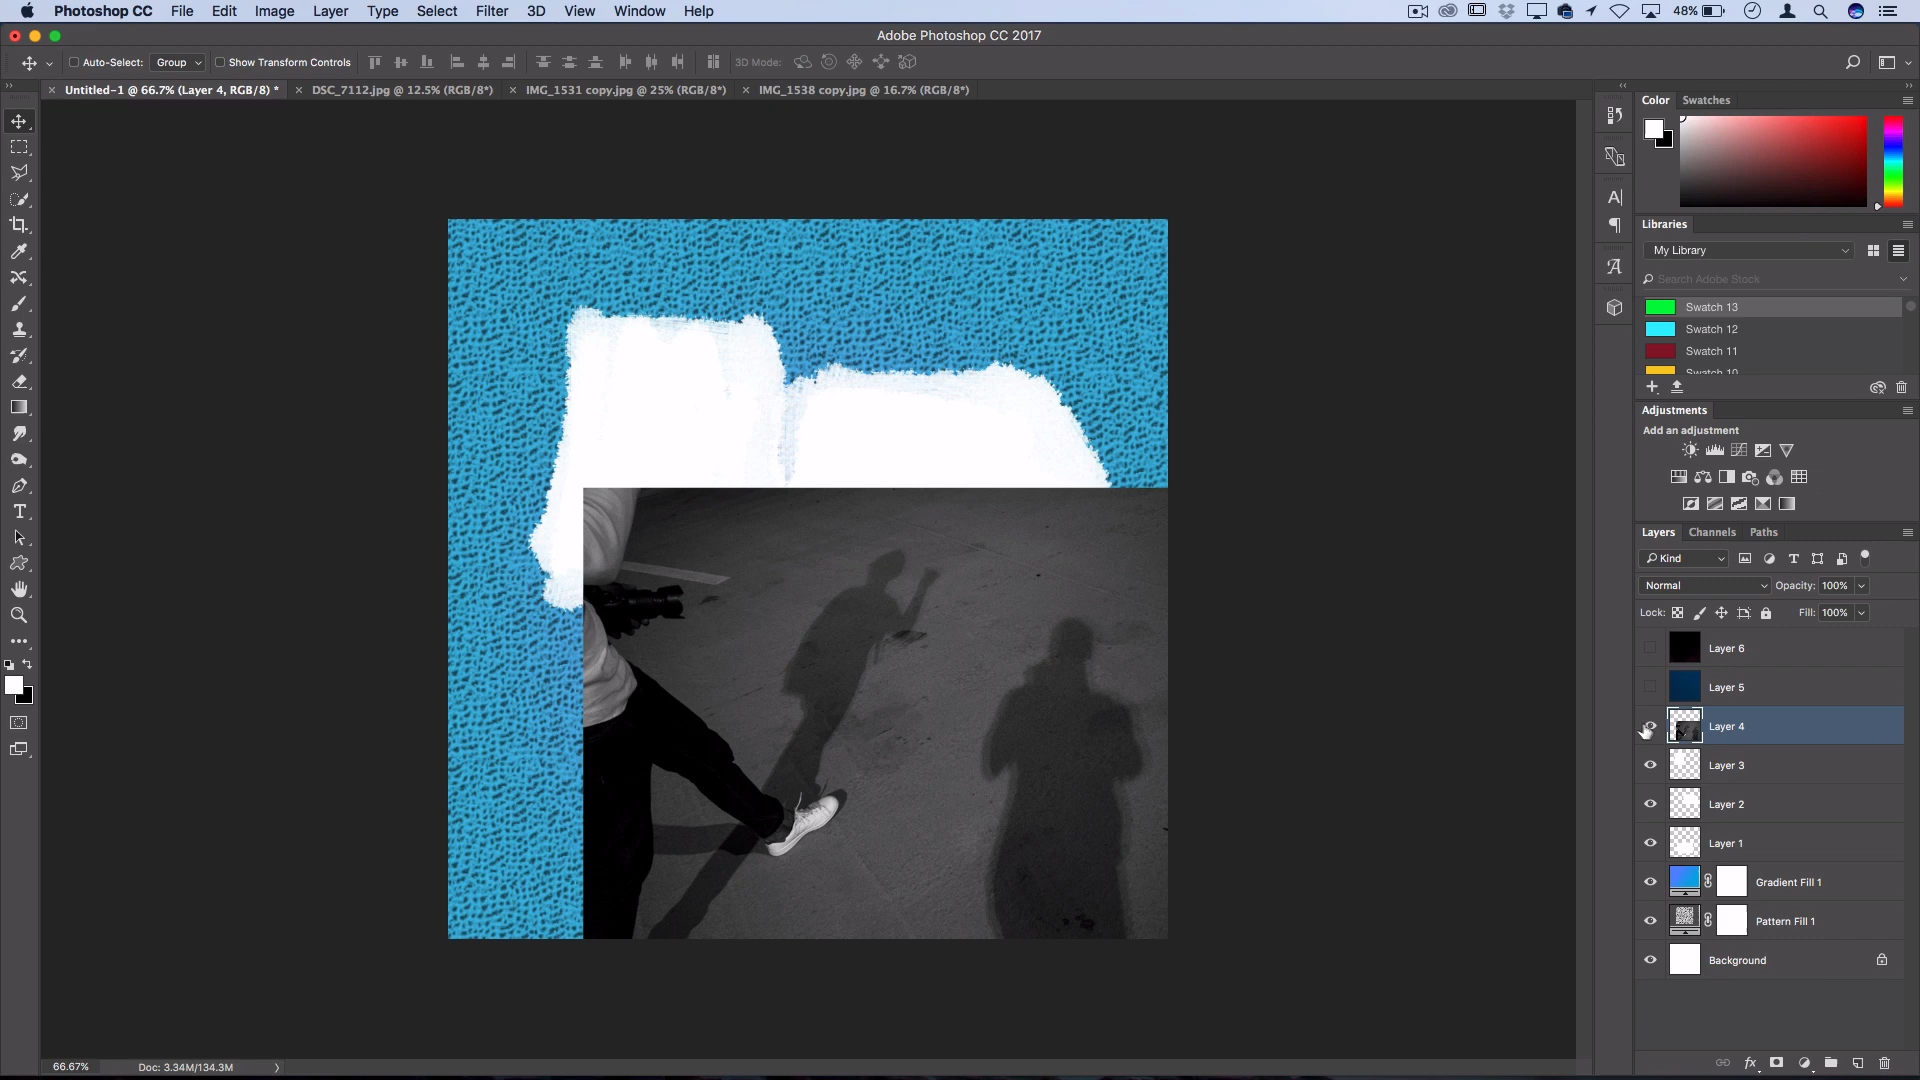 Photoshop CC File Edit Image Layer Type Select Filter 3D View Window Help 48%
Adobe Photoshop CC 2017
Auto-Select: Group Show Transform Controls 3D Mode:
Untitled-1 @ 66.7% (Layer 4, RGB/8) * DSC_7112.jpg @ 12.5% (RGB/8*) IMG_1531 copy.jpg @ 25% (RGB/8*) IMG_1538 copy.jpg @ 16.7% (RGB/8*)
Color Swatches
Libraries
My Library
Search Adobe Stock
Swatch 13
Swatch 12
Swatch 11
Swatch 10
Adjustments
Add an adjustment
Layers Channels Paths
Kind
Normal Opacity: 100%
Lock: Fill: 100%
Layer 6
Layer 5
Layer 4
Layer 3
Layer 2
Layer 1
Gradient Fill 1
Pattern Fill 1
Background
66.67% Doc: 3.34M/134.3M